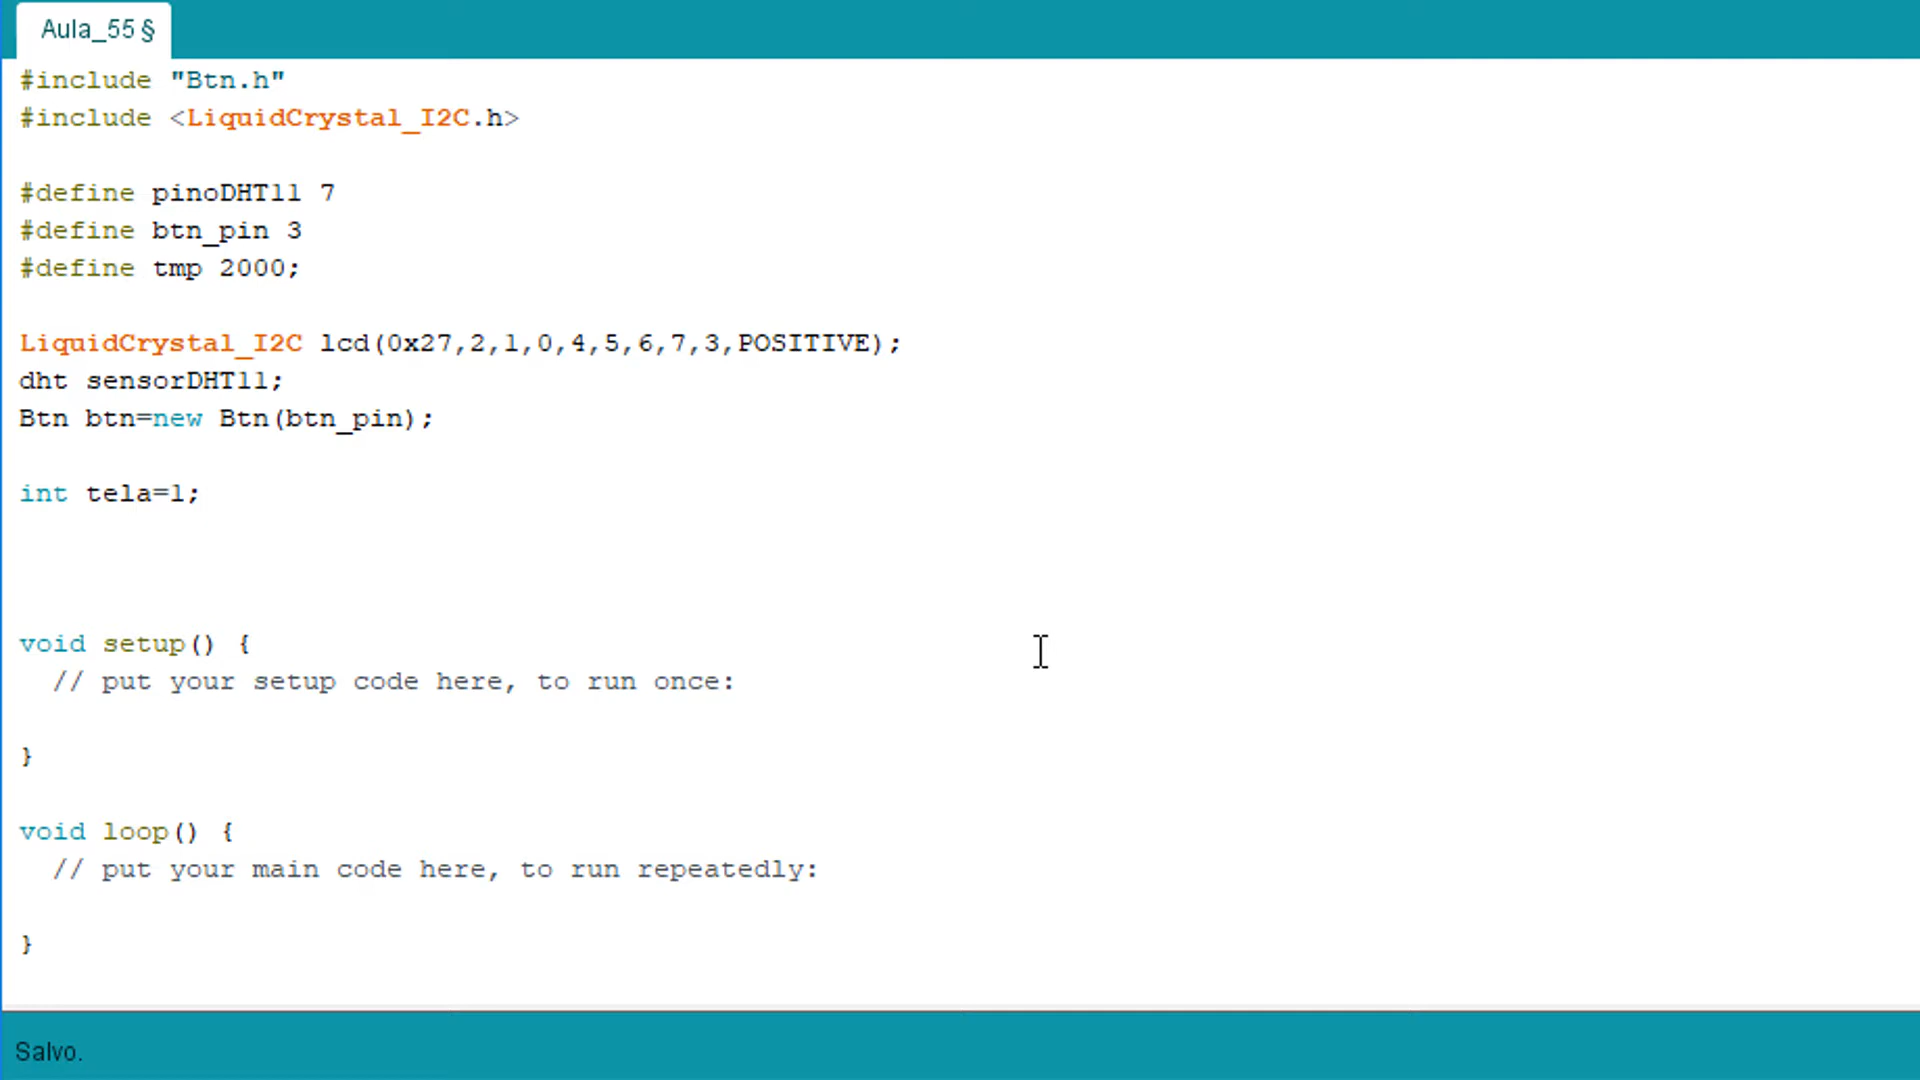 Aula_55 §
#include "Btn.h"
#include <LiquidCrystal_I2C.h>
#define pinoDHT11 7
#define btn_pin 3
#define tmp 2000;
LiquidCrystal_I2C lcd(0x27,2,1,0,4,5,6,7,3,POSITIVE);
dht sensorDHT11;
Btn btn=new Btn(btn_pin);
int tela=1;
void setup() {
  // put your setup code here, to run once:
}
void loop() {
  // put your main code here, to run repeatedly:
}
Salvo.